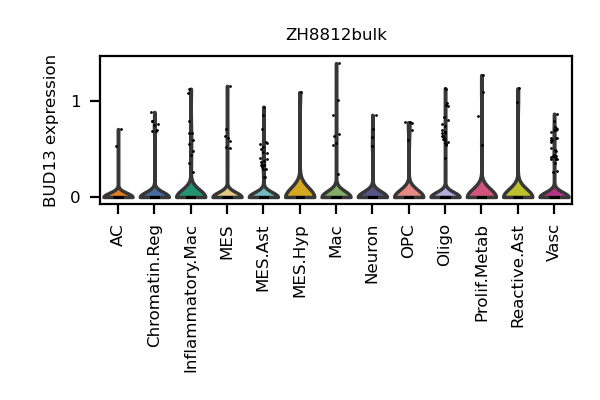 ZH8812bulk
BUD13 expression
1
0
AC
Chromatin.Reg
Inflammatory.Mac
MES
MES.Ast
MES.Hyp
Mac
Neuron
OPC
Oligo
Prolif.Metab
Reactive.Ast
Vasc